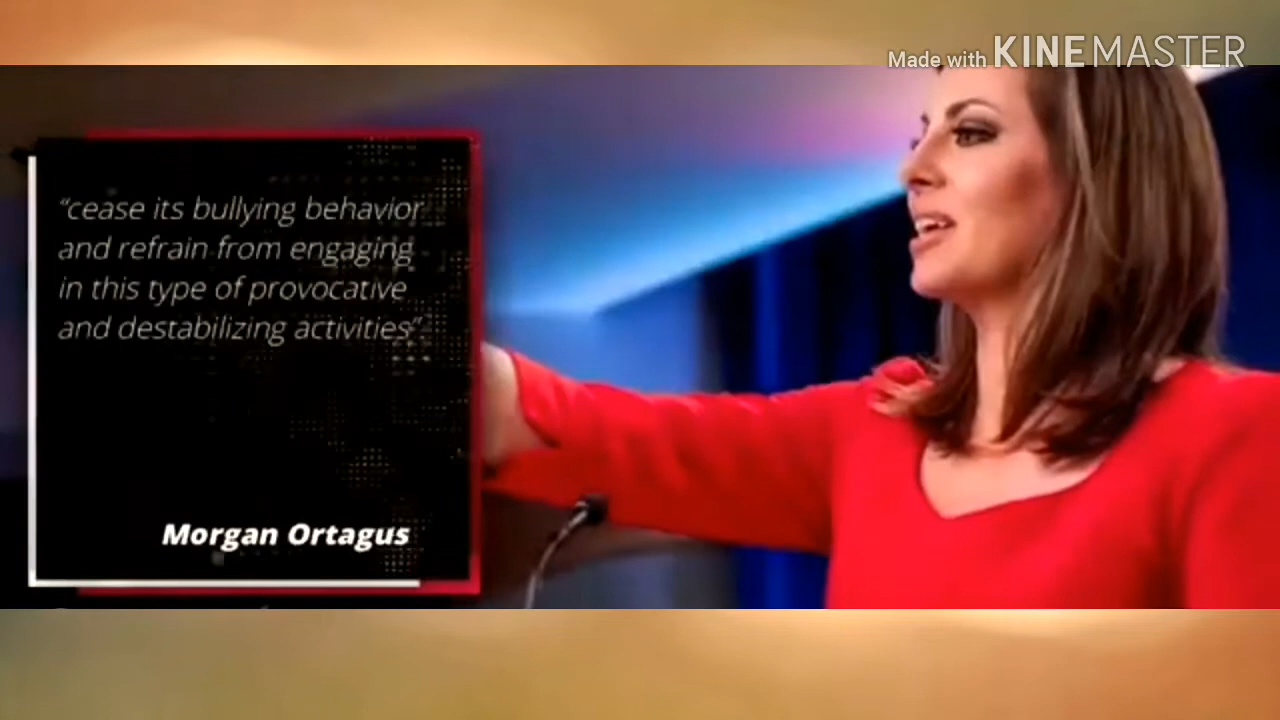 Made with KINEMASTER
“cease its bullying behavior
and refrain from engaging
in this type of provocative
and destabilizing activities”
Morgan Ortagus